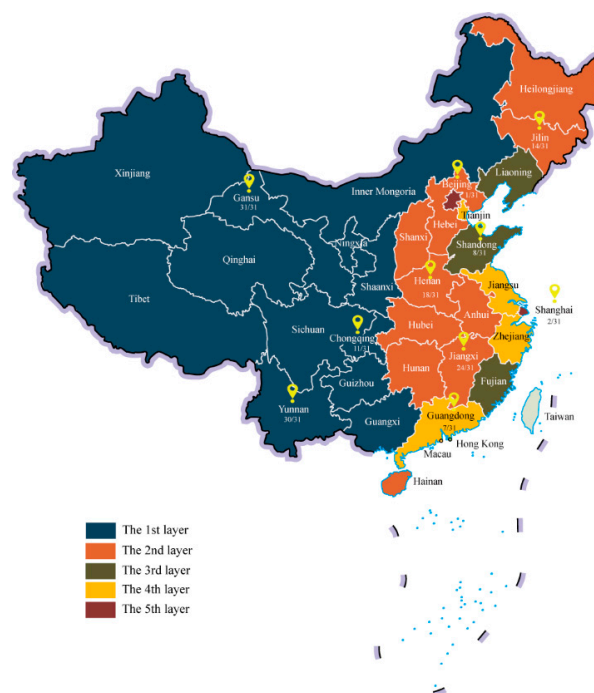 Heilongjiang
Jilin
14/31
Liaoning
Xinjiang
Gansu
31/31
Inner Mongoria
Beijing
1/31
Tianjin
Hebei
Shanxi
Ningxia
Shandong
8/31
Qinghai
Shaanxi
Henan
18/31
Jiangsu
Shanghai
2/31
Tibet
Sichuan
Chongqing
11/31
Hubei
Anhui
Zhejiang
Jiangxi
24/31
Hunan
Guizhou
Fujian
Yunnan
30/31
Guangxi
Guangdong
7/31
Taiwan
Hong Kong
Macau
Hainan
The 1st layer
The 2nd layer
The 3rd layer
The 4th layer
The 5th layer